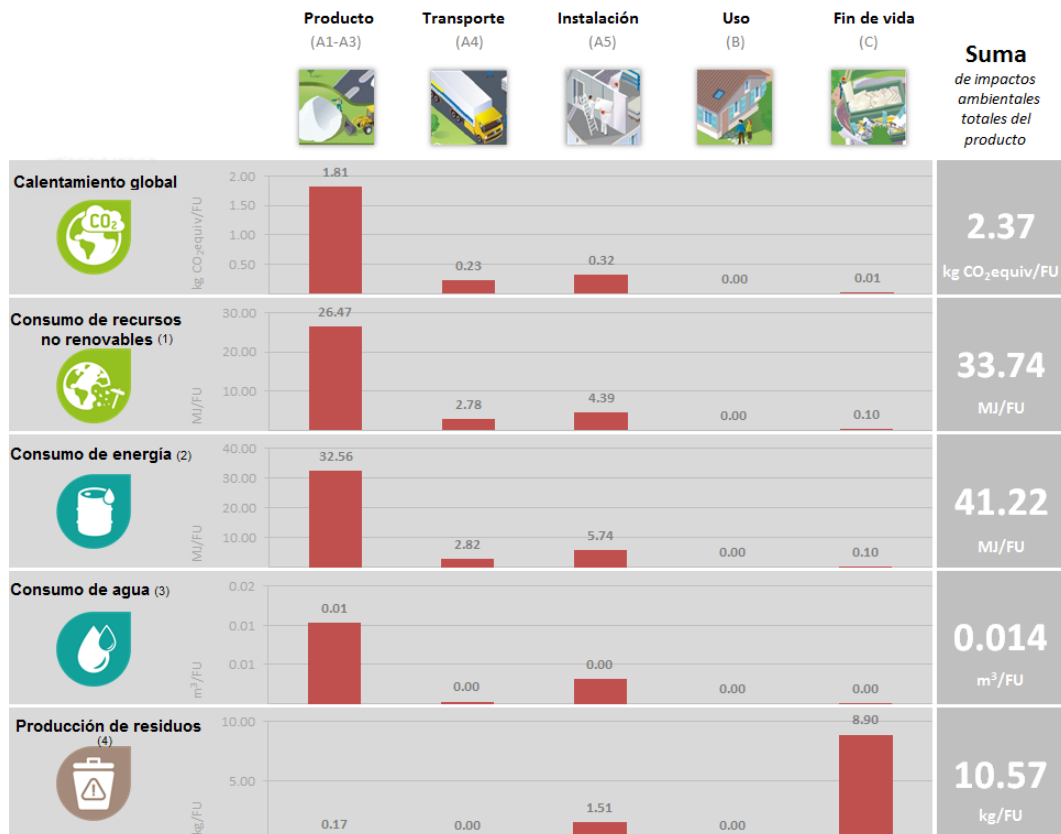 Producto
(A1-A3)
Transporte
(A4)
Instalación
(A5)
Uso
(B)
Fin de vida
(C)
Suma
de impactos
ambientales
totales del
producto
Calentamiento global
CO₂
kg CO₂equiv/FU
2.00
1.50
1.00
0.50
1.81
0.23
0.32
0.00
0.01
2.37
kg CO₂equiv/FU
Consumo de recursos
no renovables (1)
MJ/FU
30.00
20.00
10.00
26.47
2.78
4.39
0.00
0.10
33.74
MJ/FU
Consumo de energía (2)
MJ/FU
40.00
30.00
20.00
10.00
32.56
2.82
5.74
0.00
0.10
41.22
MJ/FU
Consumo de agua (3)
m³/FU
0.02
0.01
0.01
0.01
0.00
0.00
0.00
0.00
0.014
m³/FU
Producción de residuos
(4)
kg/FU
10.00
5.00
0.17
0.00
1.51
0.00
8.90
10.57
kg/FU